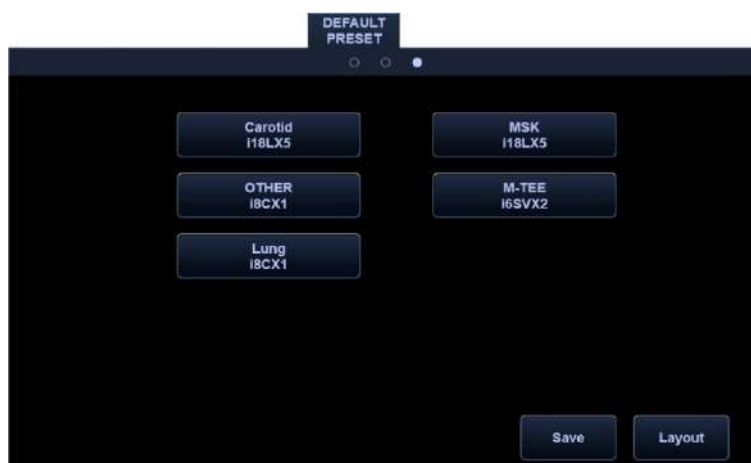 DEFAULT
PRESET
Carotid
i18LX5
MSK
i18LX5
OTHER
i8CX1
M-TEE
i6SVX2
Lung
i8CX1
Save
Layout